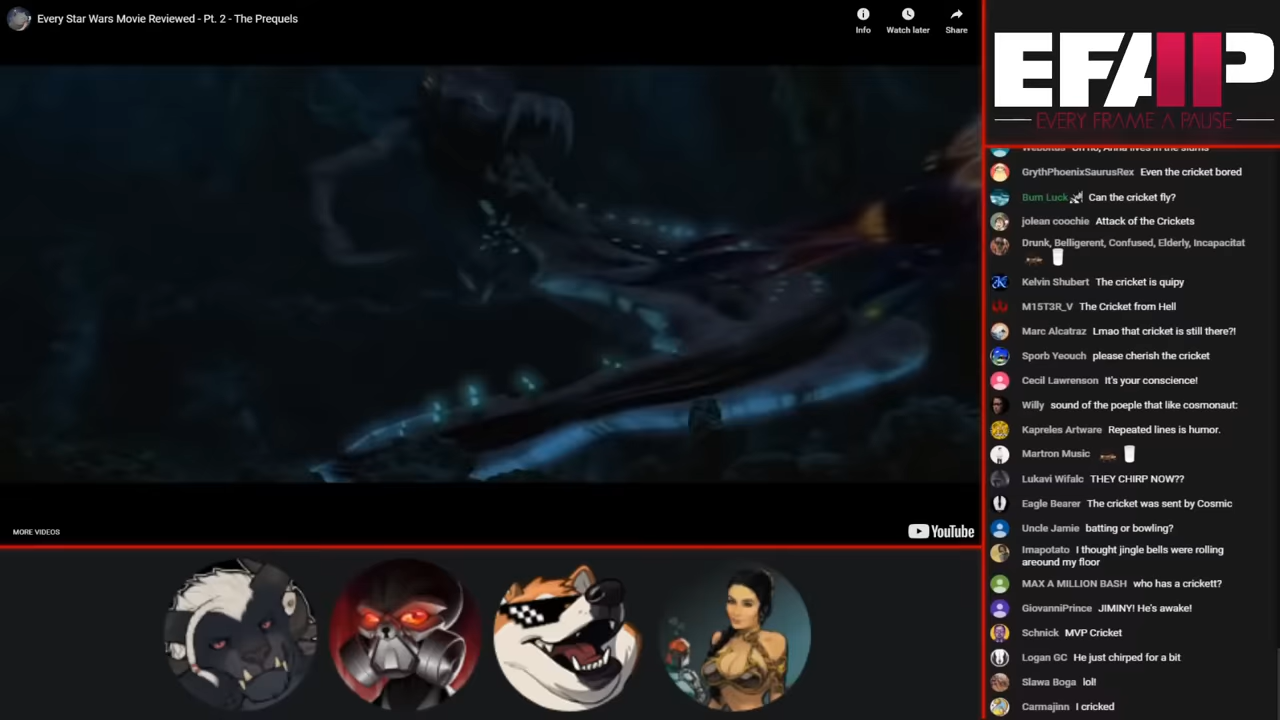 Every Star Wars Movie Reviewed - Pt. 2 - The Prequels
Info
Watch later
Share
MORE VIDEOS
YouTube
EFAP
EVERY FRAME A PAUSE
GrythPhoenixSaurusRex Even the cricket bored
Bum Luck Can the cricket fly?
jolean coochie Attack of the Crickets
Drunk, Belligerent, Confused, Elderly, Incapacitat
Kelvin Shubert The cricket is quipy
M15T3R_V The Cricket from Hell
Marc Alcatraz Lmao that cricket is still there?!
Sporb Yeouch please cherish the cricket
Cecil Lawrenson It's your conscience!
Willy sound of the poeple that like cosmonaut:
Kapreles Artware Repeated lines is humor.
Martron Music
Lukavi Wifalc THEY CHIRP NOW??
Eagle Bearer The cricket was sent by Cosmic
Uncle Jamie batting or bowling?
Imapotato I thought jingle bells were rolling
areound my floor
MAX A MILLION BASH who has a crickett?
GiovanniPrince JIMINY! He's awake!
Schnick MVP Cricket
Logan GC He just chirped for a bit
Slawa Boga lol!
Carmajinn I cricked